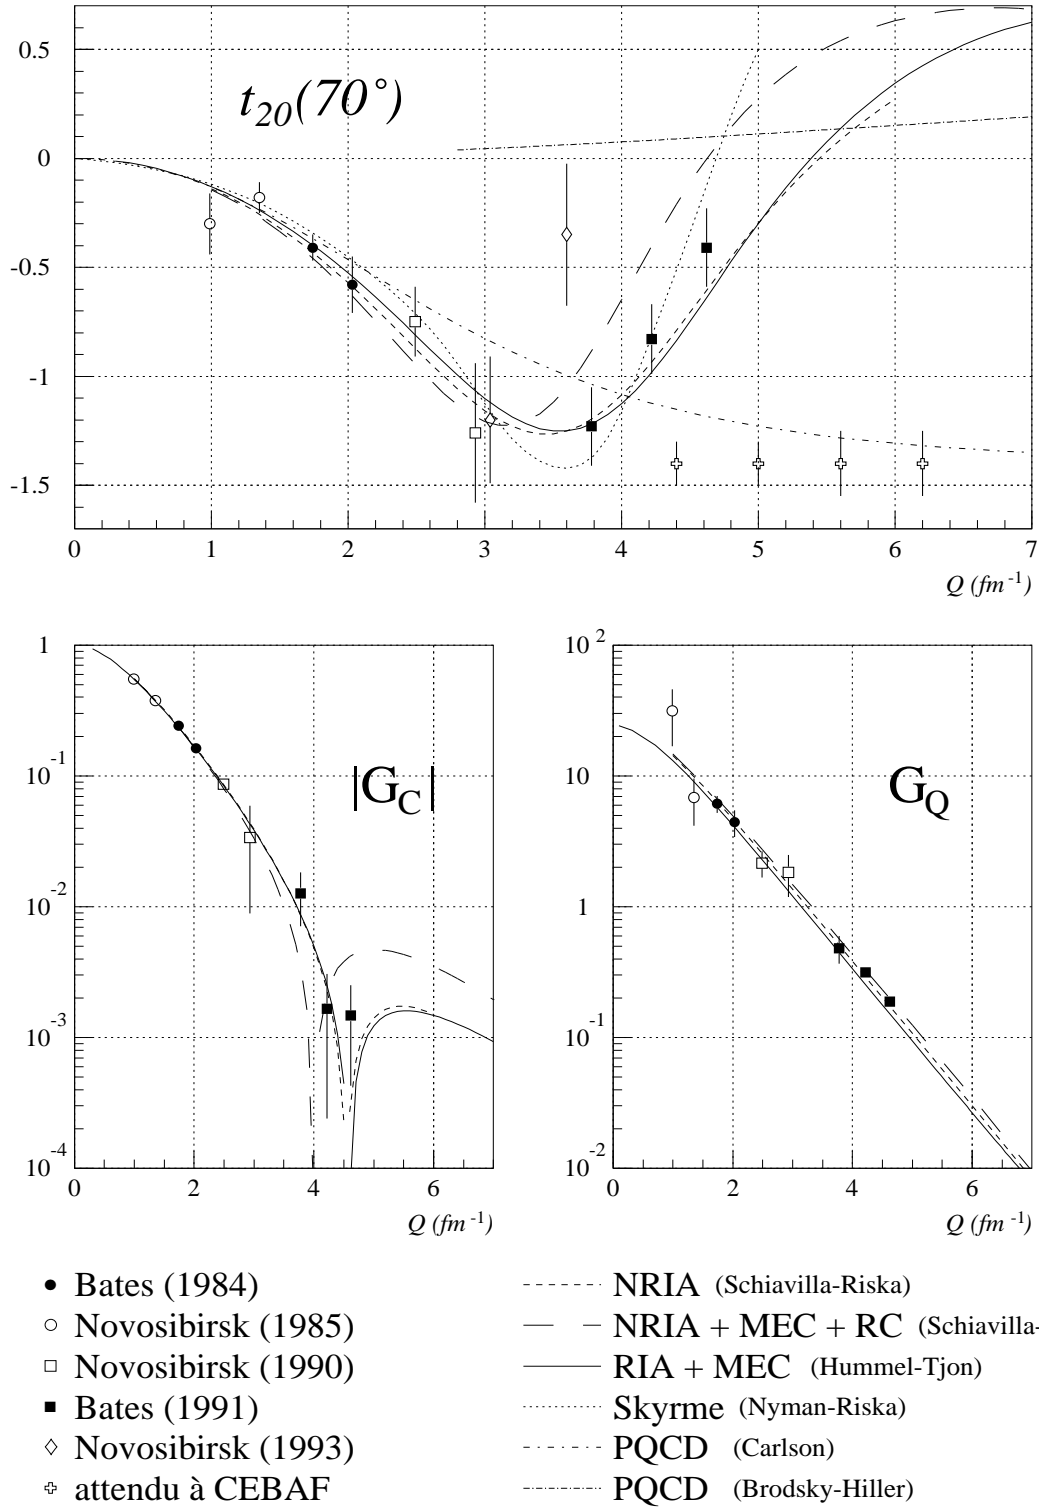 t20(70°)
0.5
0
-0.5
-1
-1.5
0 1 2 3 4 5 6 7
Q (fm-1)
1
10-1
10-2
10-3
10-4
|GC|
2 4 6
Q (fm-1)
10 2
10
1
10-1
10-2
GQ
0 2 4 6
Q (fm-1)
Bates (1984)
Novosibirsk (1985)
Novosibirsk (1990)
Bates (1991)
Novosibirsk (1993)
attendu à CEBAF
NRIA (Schiavilla-Riska)
NRIA + MEC + RC (Schiavilla-
RIA + MEC (Hummel-Tjon)
Skyrme (Nyman-Riska)
PQCD (Carlson)
PQCD (Brodsky-Hiller)